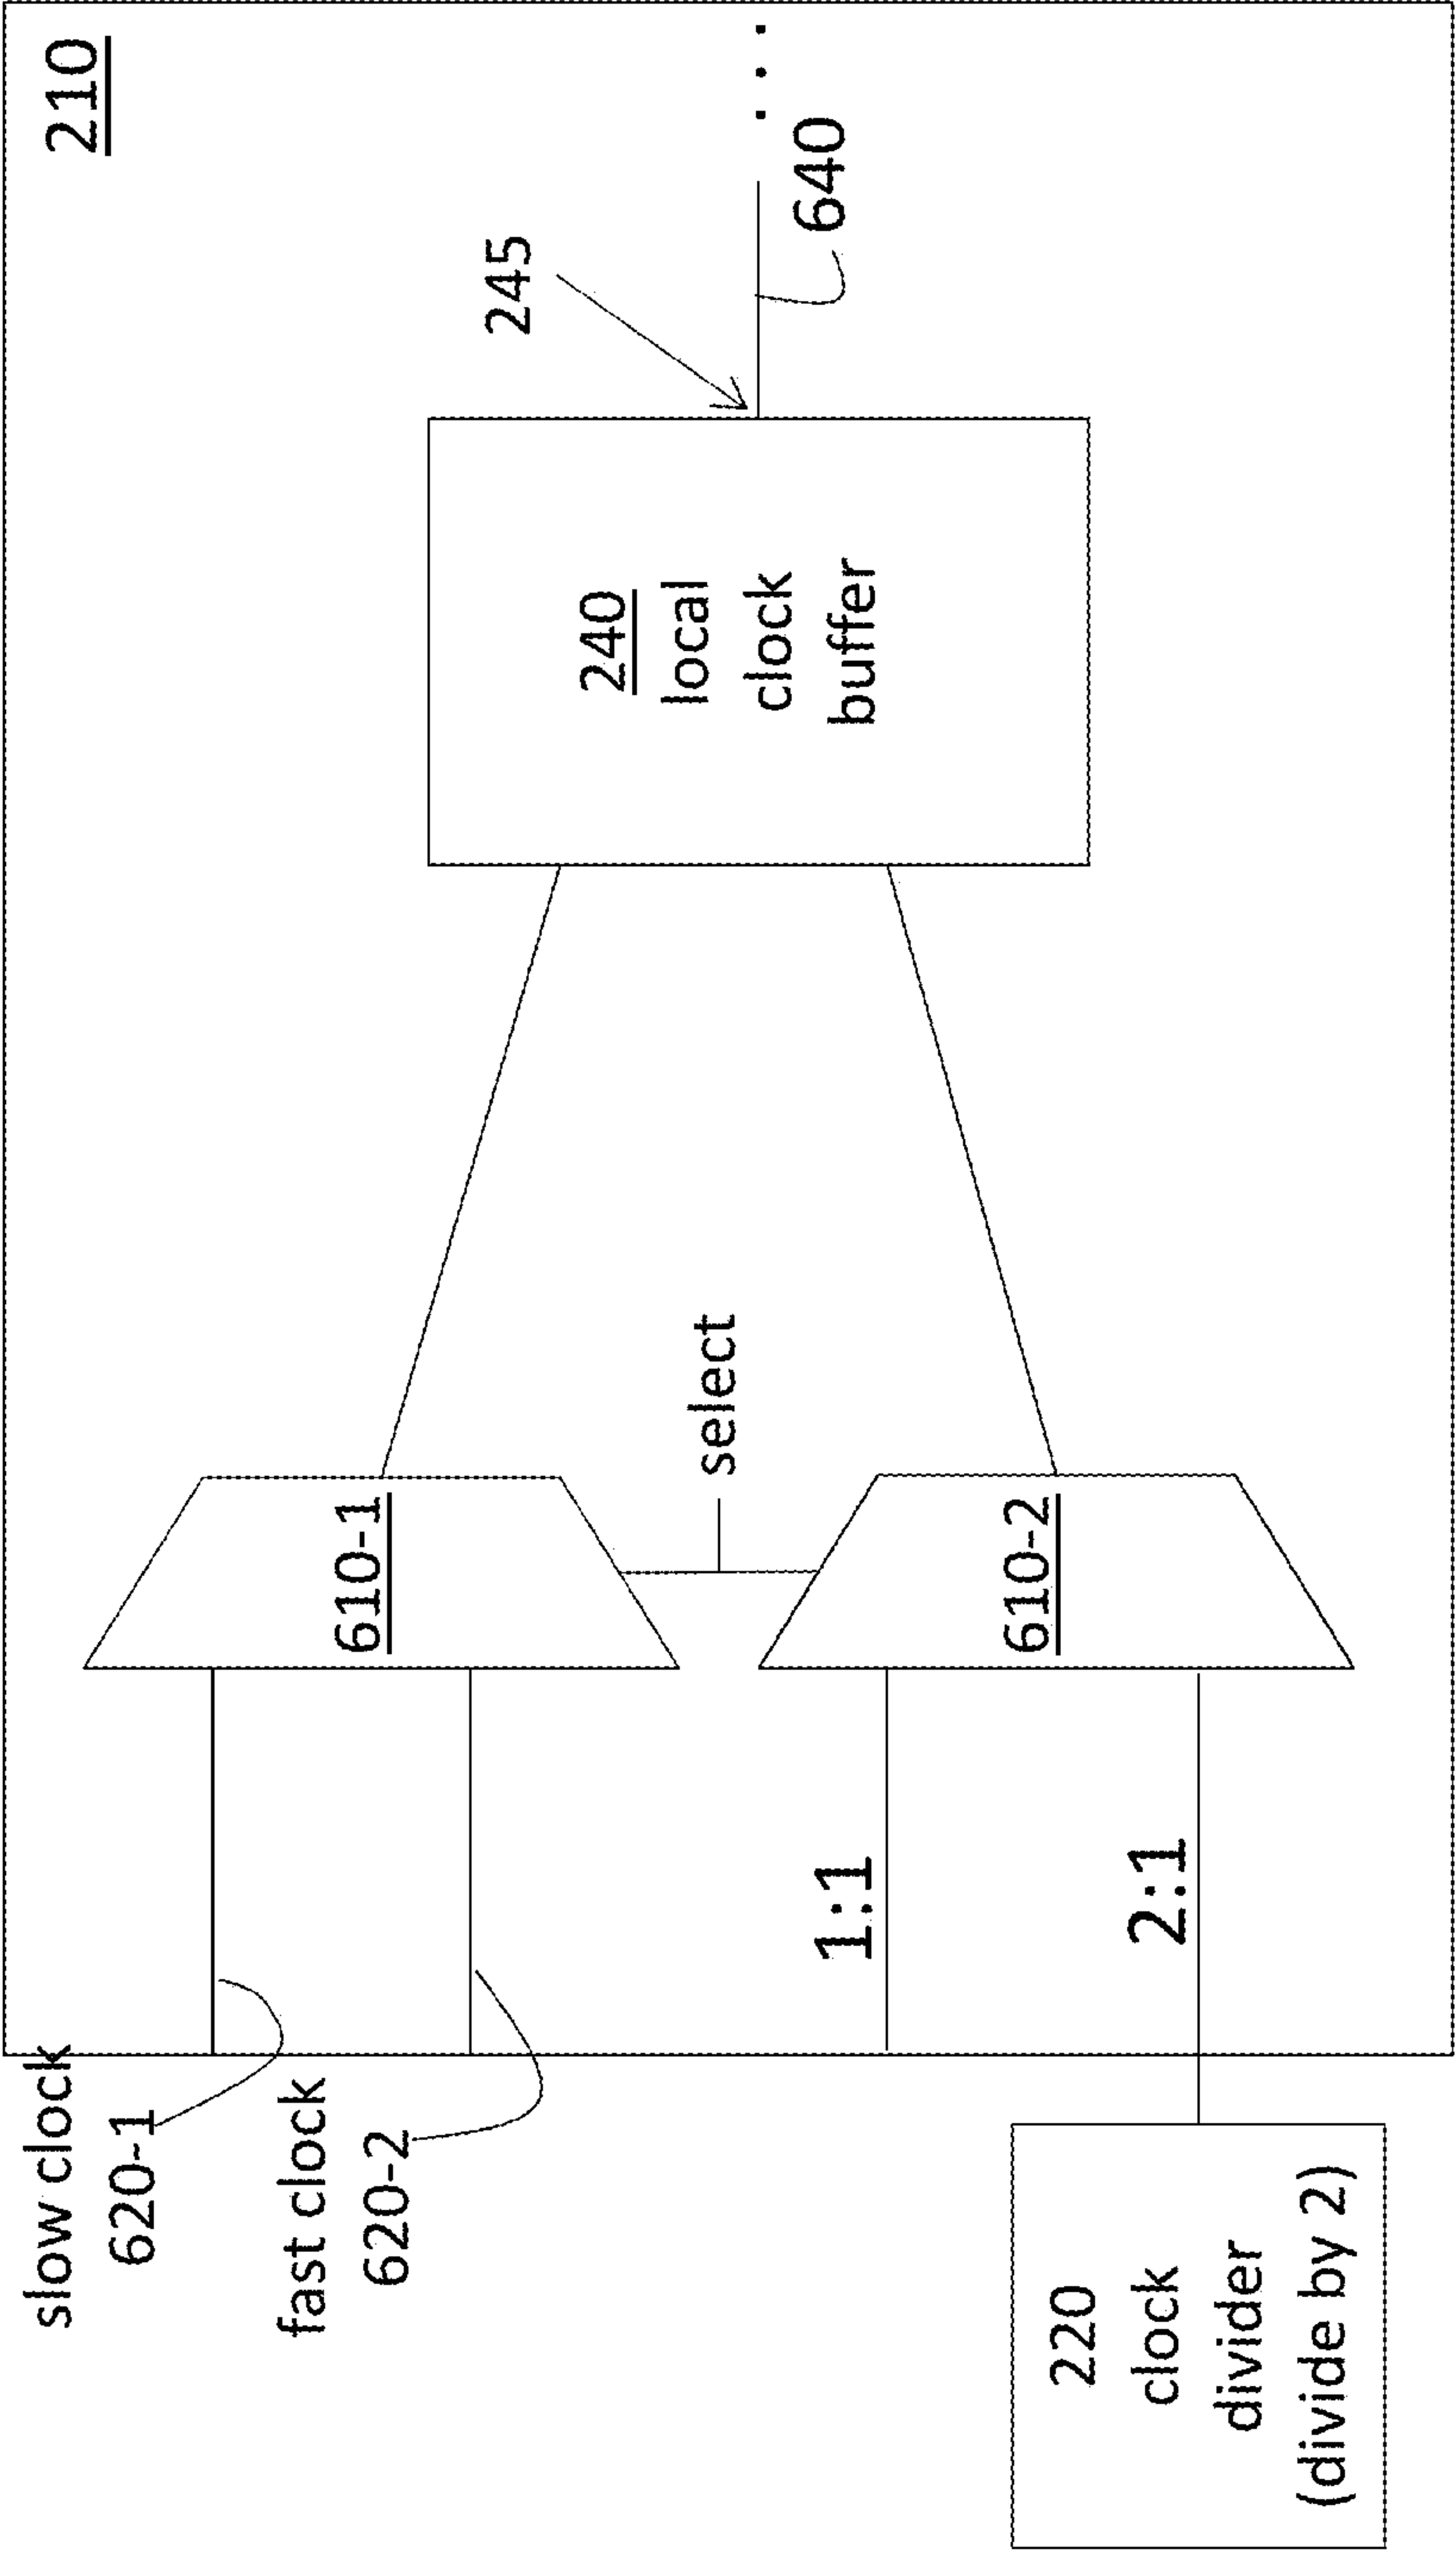 210
slow clock
620-1
fast clock
620-2
610-1
select
610-2
1:1
2:1
220
clock
divider
(divide by 2)
240
local
clock
buffer
245
640
...